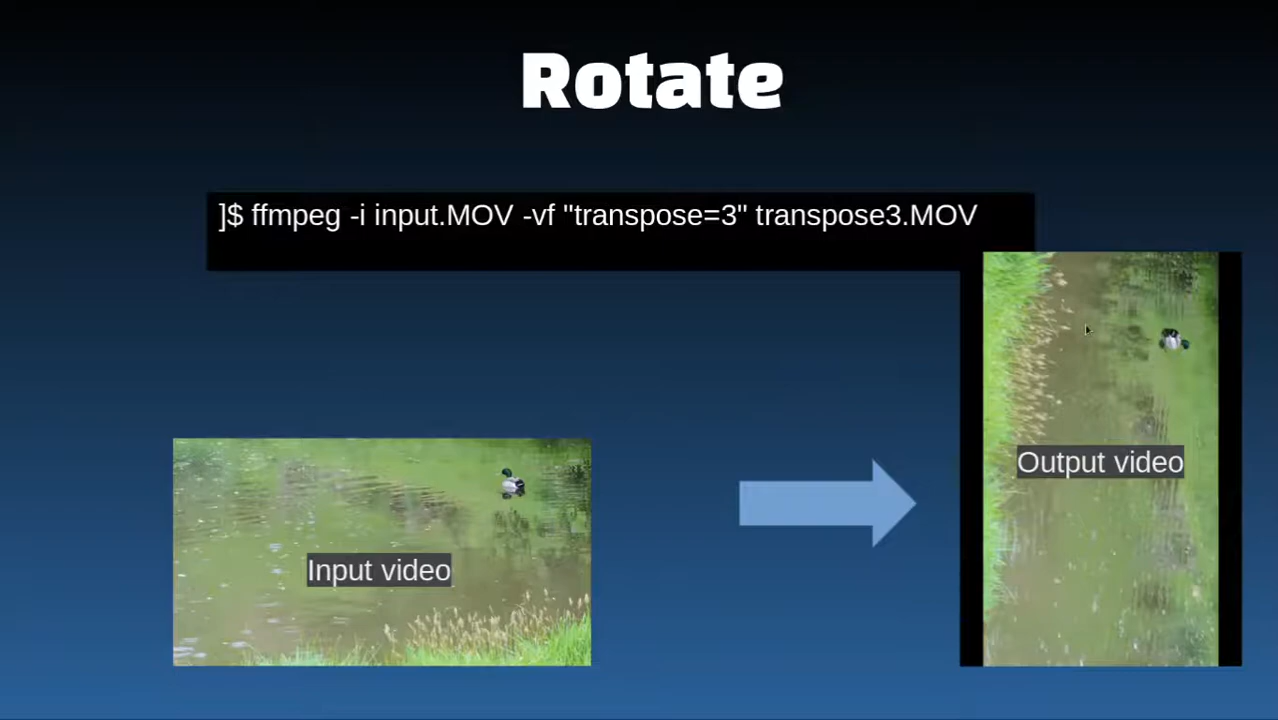 Rotate
]$ ffmpeg -i input.MOV -vf "transpose=3" transpose3.MOV
Output video
Input video